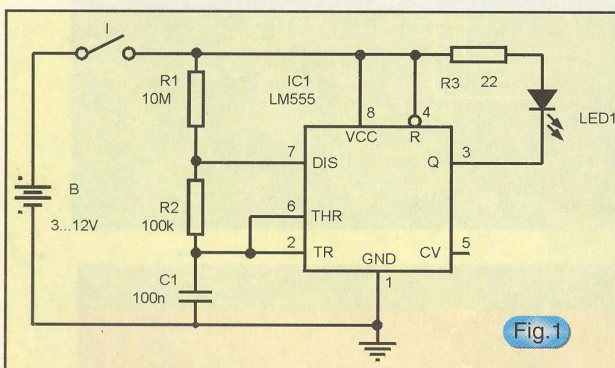 I
R1
10M
IC1
LM555
R3 22
LED1
8
4
VCC
R
7
DIS
Q
3
B
3...12V
R2
100k
6
THR
2
TR
GND
CV
5
C1
100n
1
Fig.1